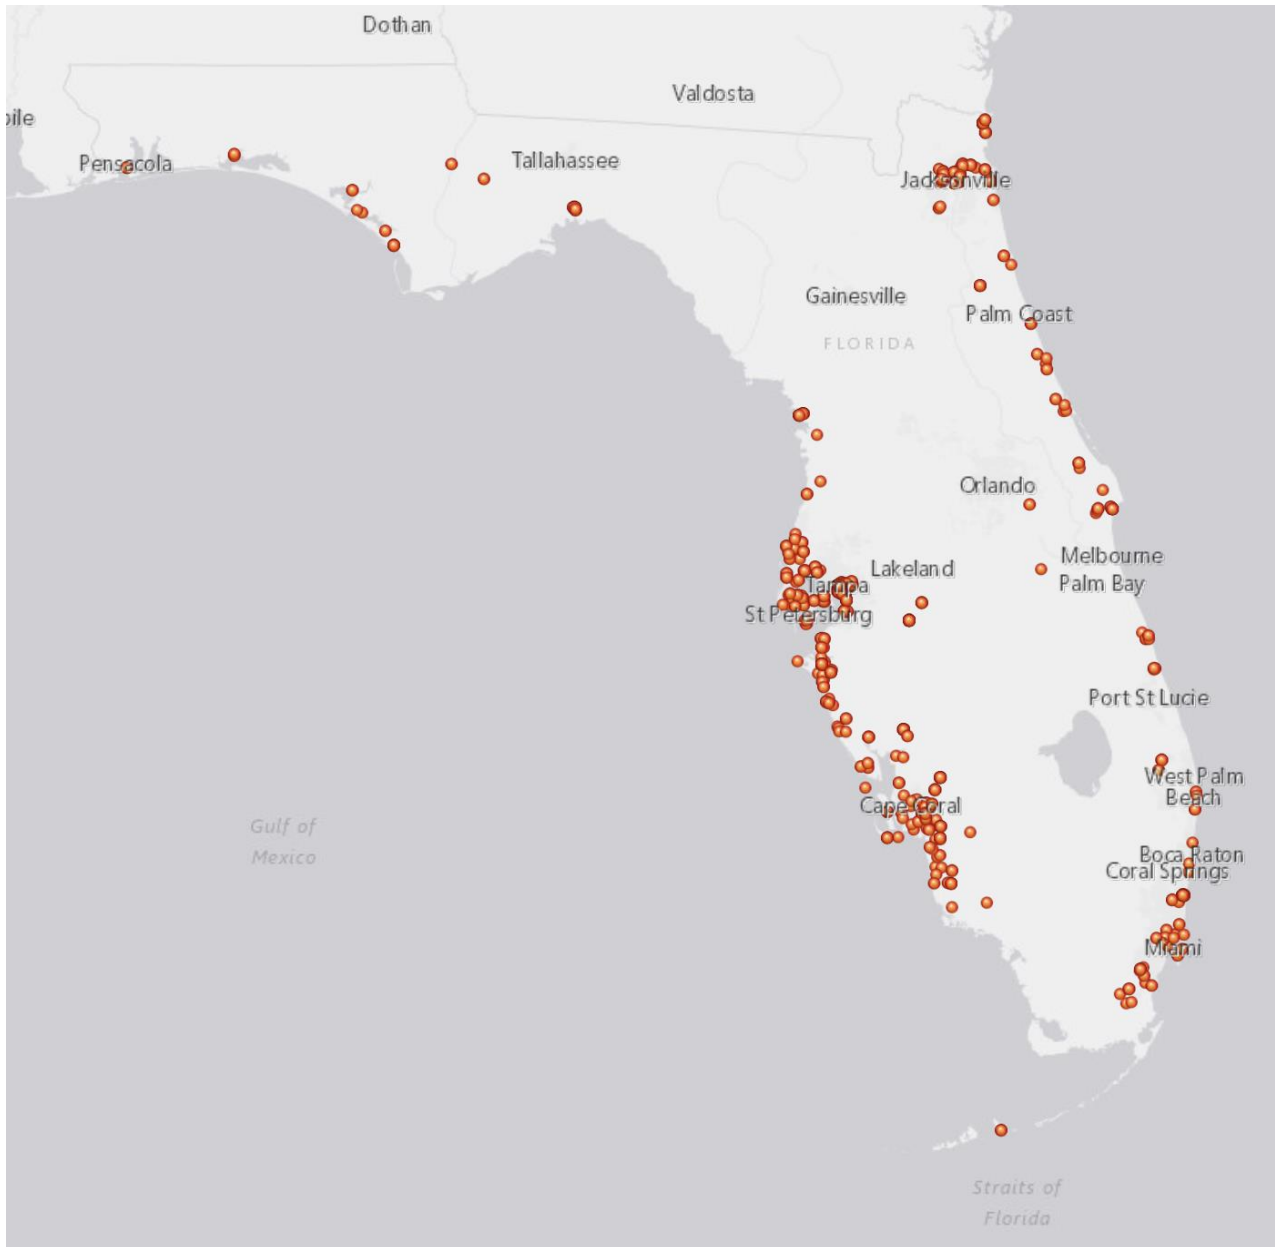 Dothan
Valdosta
Pensacola
Tallahassee
Jacksonville
Gainesville
Palm Coast
FLORIDA
Orlando
Melbourne
Lakeland
Palm Bay
Tampa
St Petersburg
Port St Lucie
West Palm
Beach
Cape Coral
Gulf of
Mexico
Boca Raton
Coral Springs
Miami
Straits of
Florida